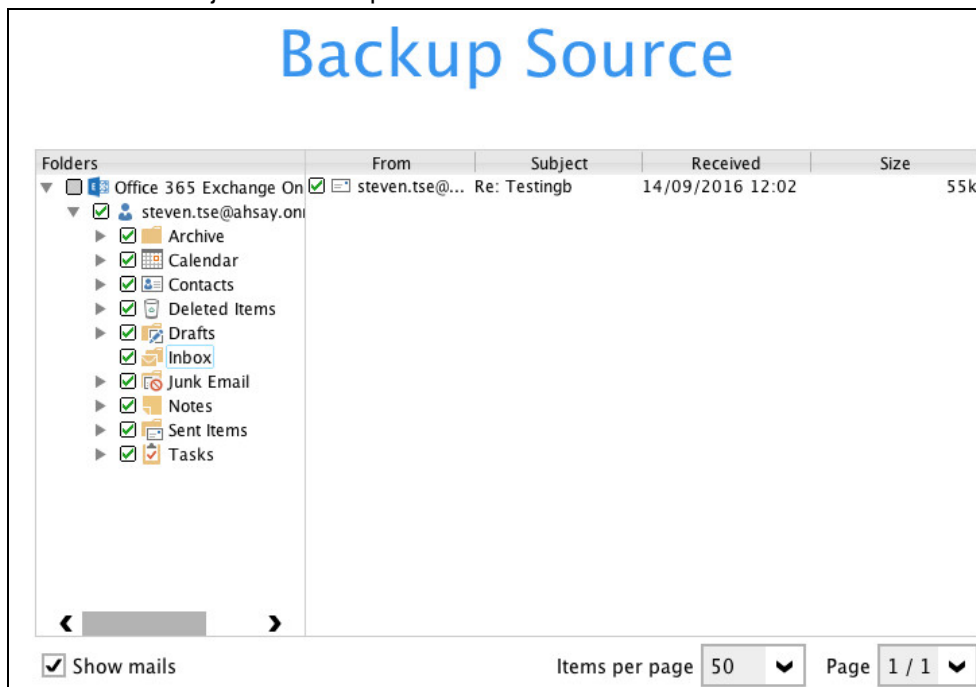 Backup Source
Folders From Subject Received Size
Office 365 Exchange On steven.tse@... Re: Testingb 14/09/2016 12:02 55k
steven.tse@ahsay.on
Archive
Calendar
Contacts
Deleted Items
Drafts
Inbox
Junk Email
Notes
Sent Items
Tasks
Show mails Items per page 50 Page 1 / 1